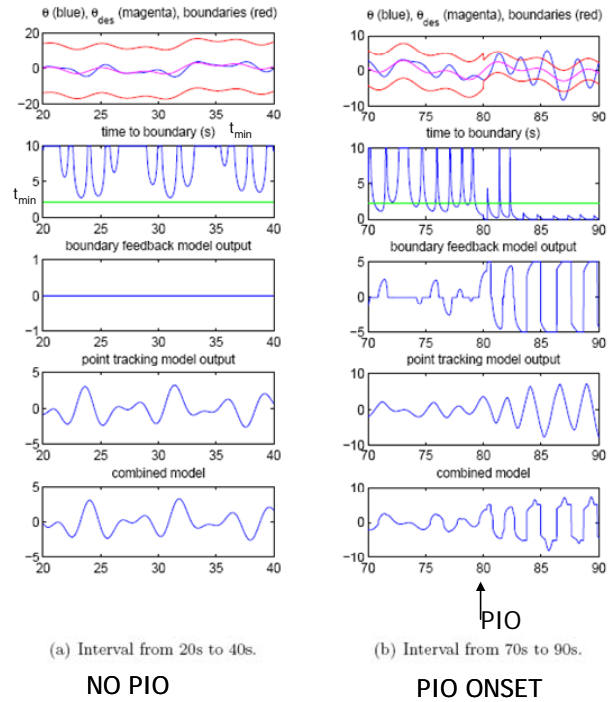 θ (blue), θdes (magenta), boundaries (red)
20
0
-20
20 25 30 35 40
time to boundary (s)
tmin
10
5
0
tmin
20 25 30 35 40
boundary feedback model output
1
0
-1
20 25 30 35 40
point tracking model output
5
0
-5
20 25 30 35 40
combined model
5
0
-5
20 25 30 35 40
(a) Interval from 20s to 40s.
NO PIO
θ (blue), θdes (magenta), boundaries (red)
10
0
-10
70 75 80 85 90
time to boundary (s)
10
5
0
70 75 80 85 90
boundary feedback model output
5
0
-5
70 75 80 85 90
point tracking model output
10
0
-10
70 75 80 85 90
combined model
10
0
-10
70 75 80 85 90
PIO
(b) Interval from 70s to 90s.
PIO ONSET